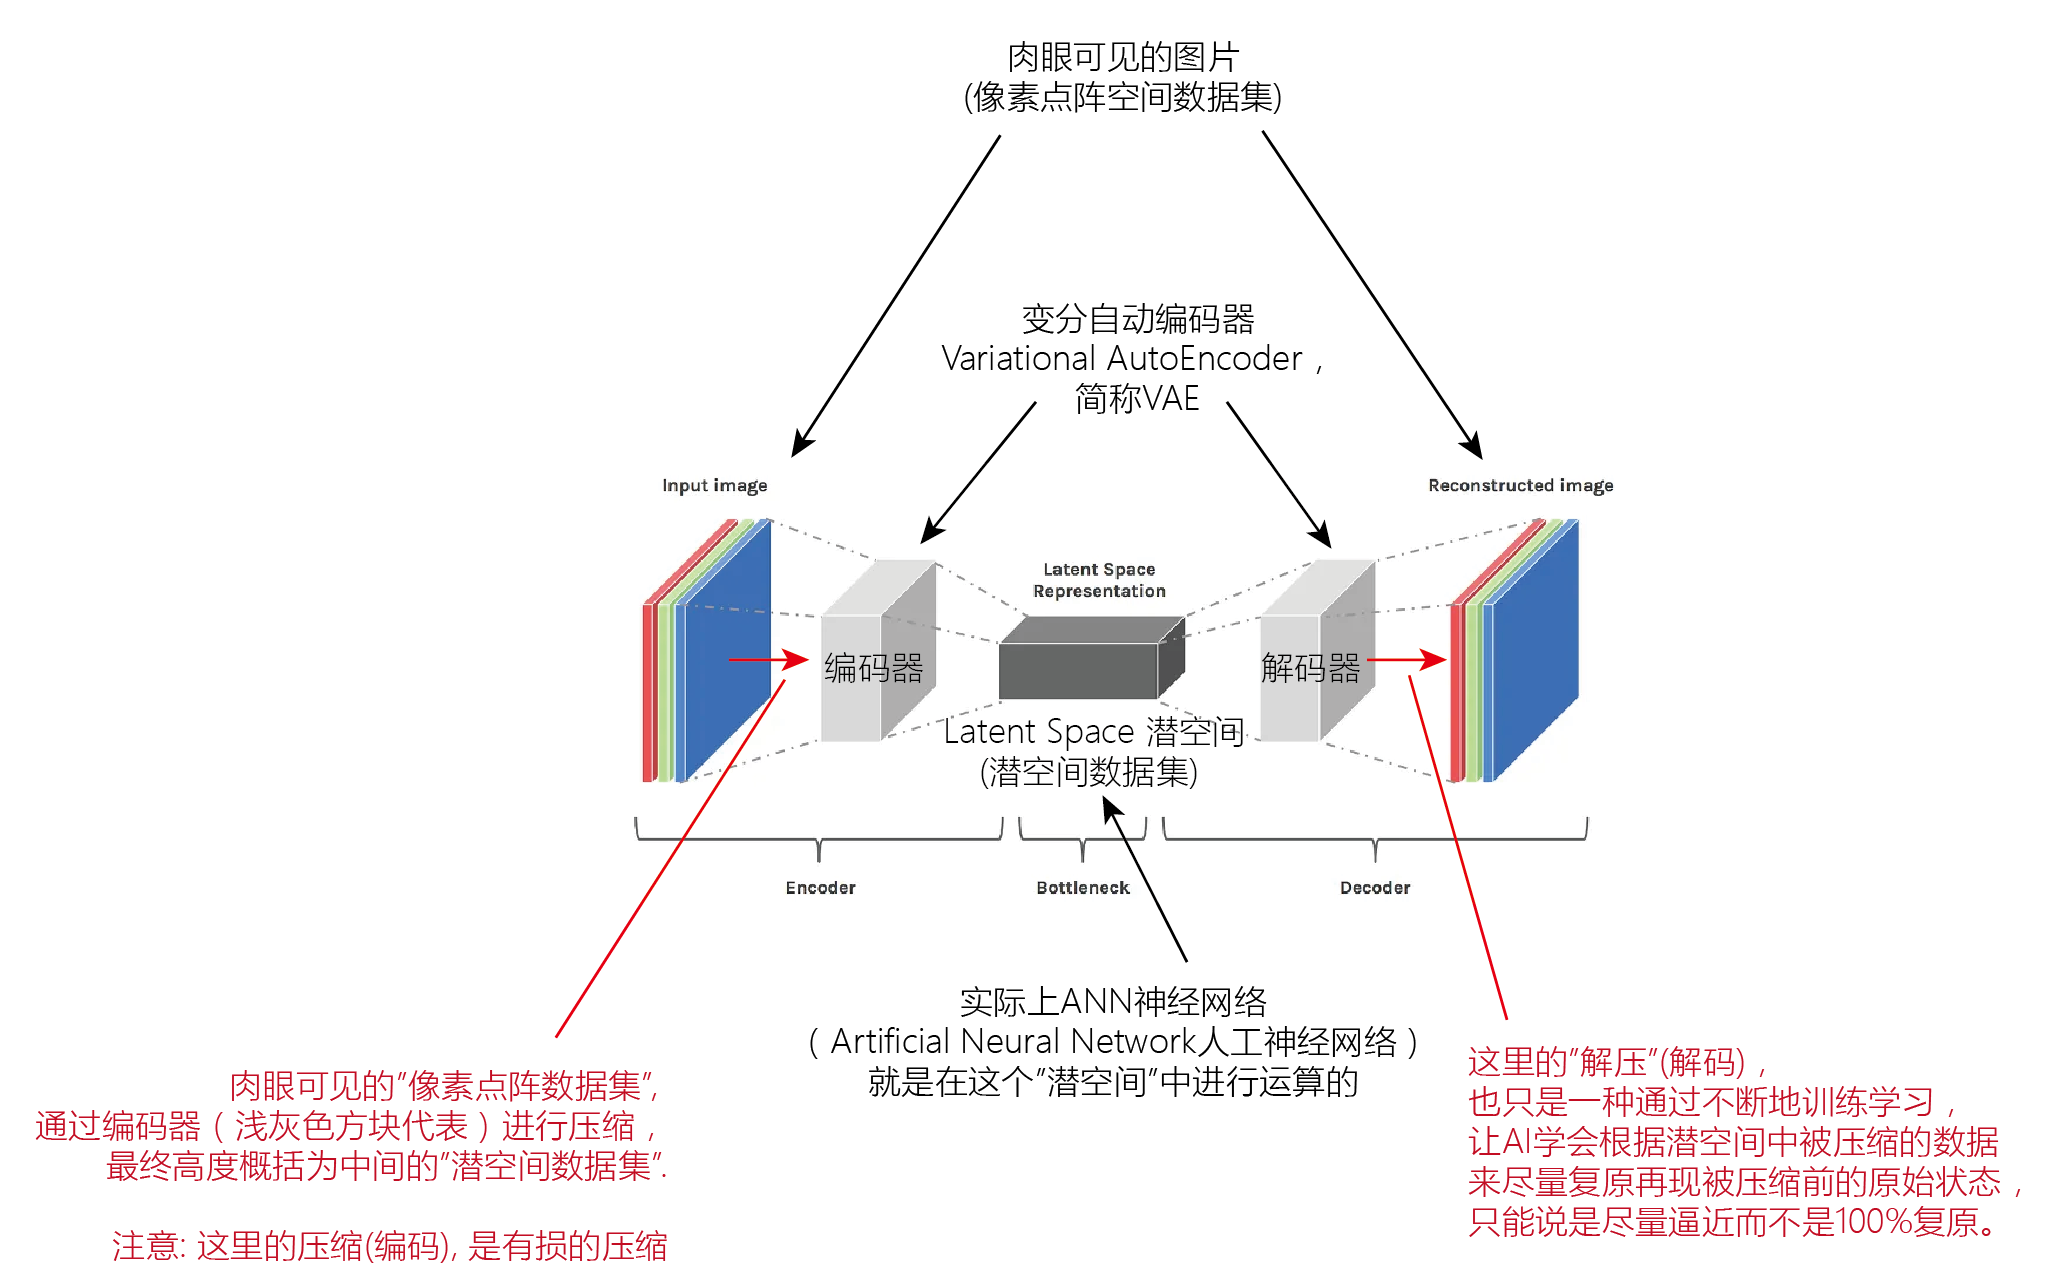 肉眼可见的图片
(像素点阵空间数据集)
变分自动编码器
Variational AutoEncoder，
简称VAE
Input image
Reconstructed image
Latent Space
Representation
编码器
解码器
Latent Space 潜空间
(潜空间数据集)
Encoder
Bottleneck
Decoder
实际上ANN神经网络
（Artificial Neural Network人工神经网络）
就是在这个”潜空间”中进行运算的
肉眼可见的”像素点阵数据集”,
通过编码器（浅灰色方块代表）进行压缩，
最终高度概括为中间的”潜空间数据集”.
注意: 这里的压缩(编码), 是有损的压缩
这里的”解压”(解码)，
也只是一种通过不断地训练学习，
让AI学会根据潜空间中被压缩的数据
来尽量复原再现被压缩前的原始状态，
只能说是尽量逼近而不是100%复原。